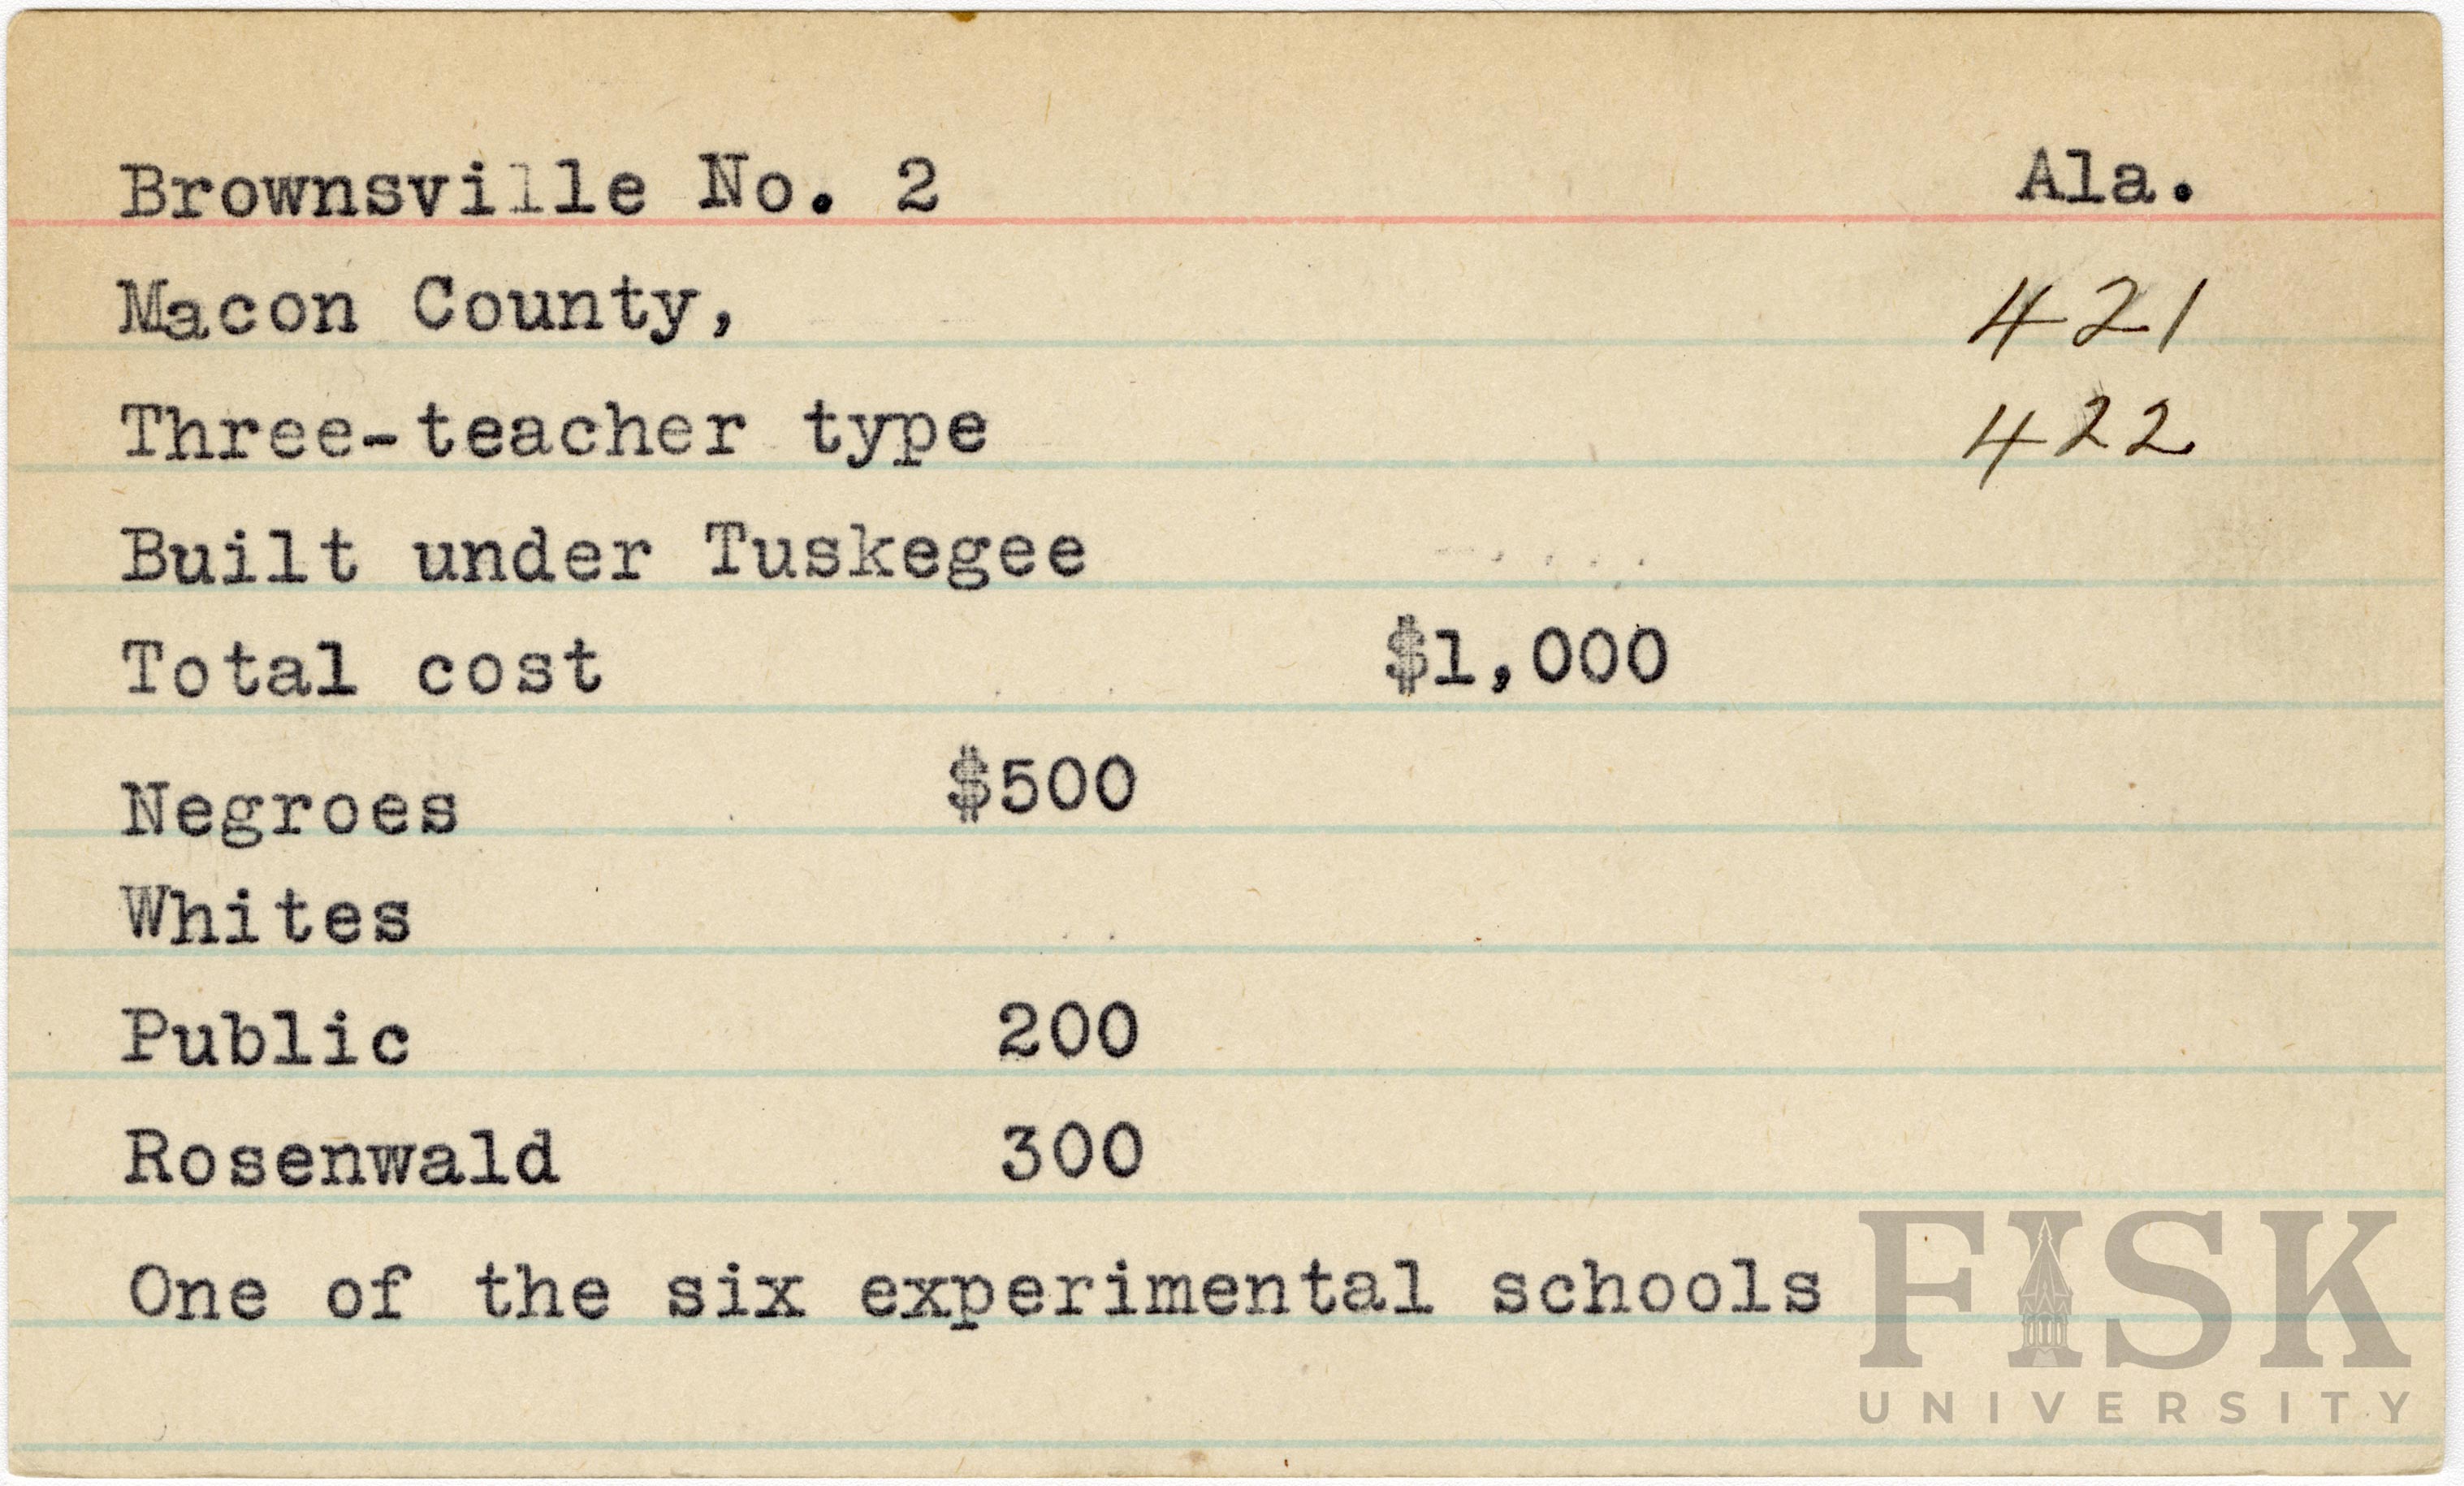 Brownsville No. 2 Ala.
Macon County, 421
Three-teacher type 422
Built under Tuskegee
Total cost $1,000
Negroes $500
Whites
Public 200
Rosenwald 300
One of the six experimental schools
FISK
UNIVERSITY